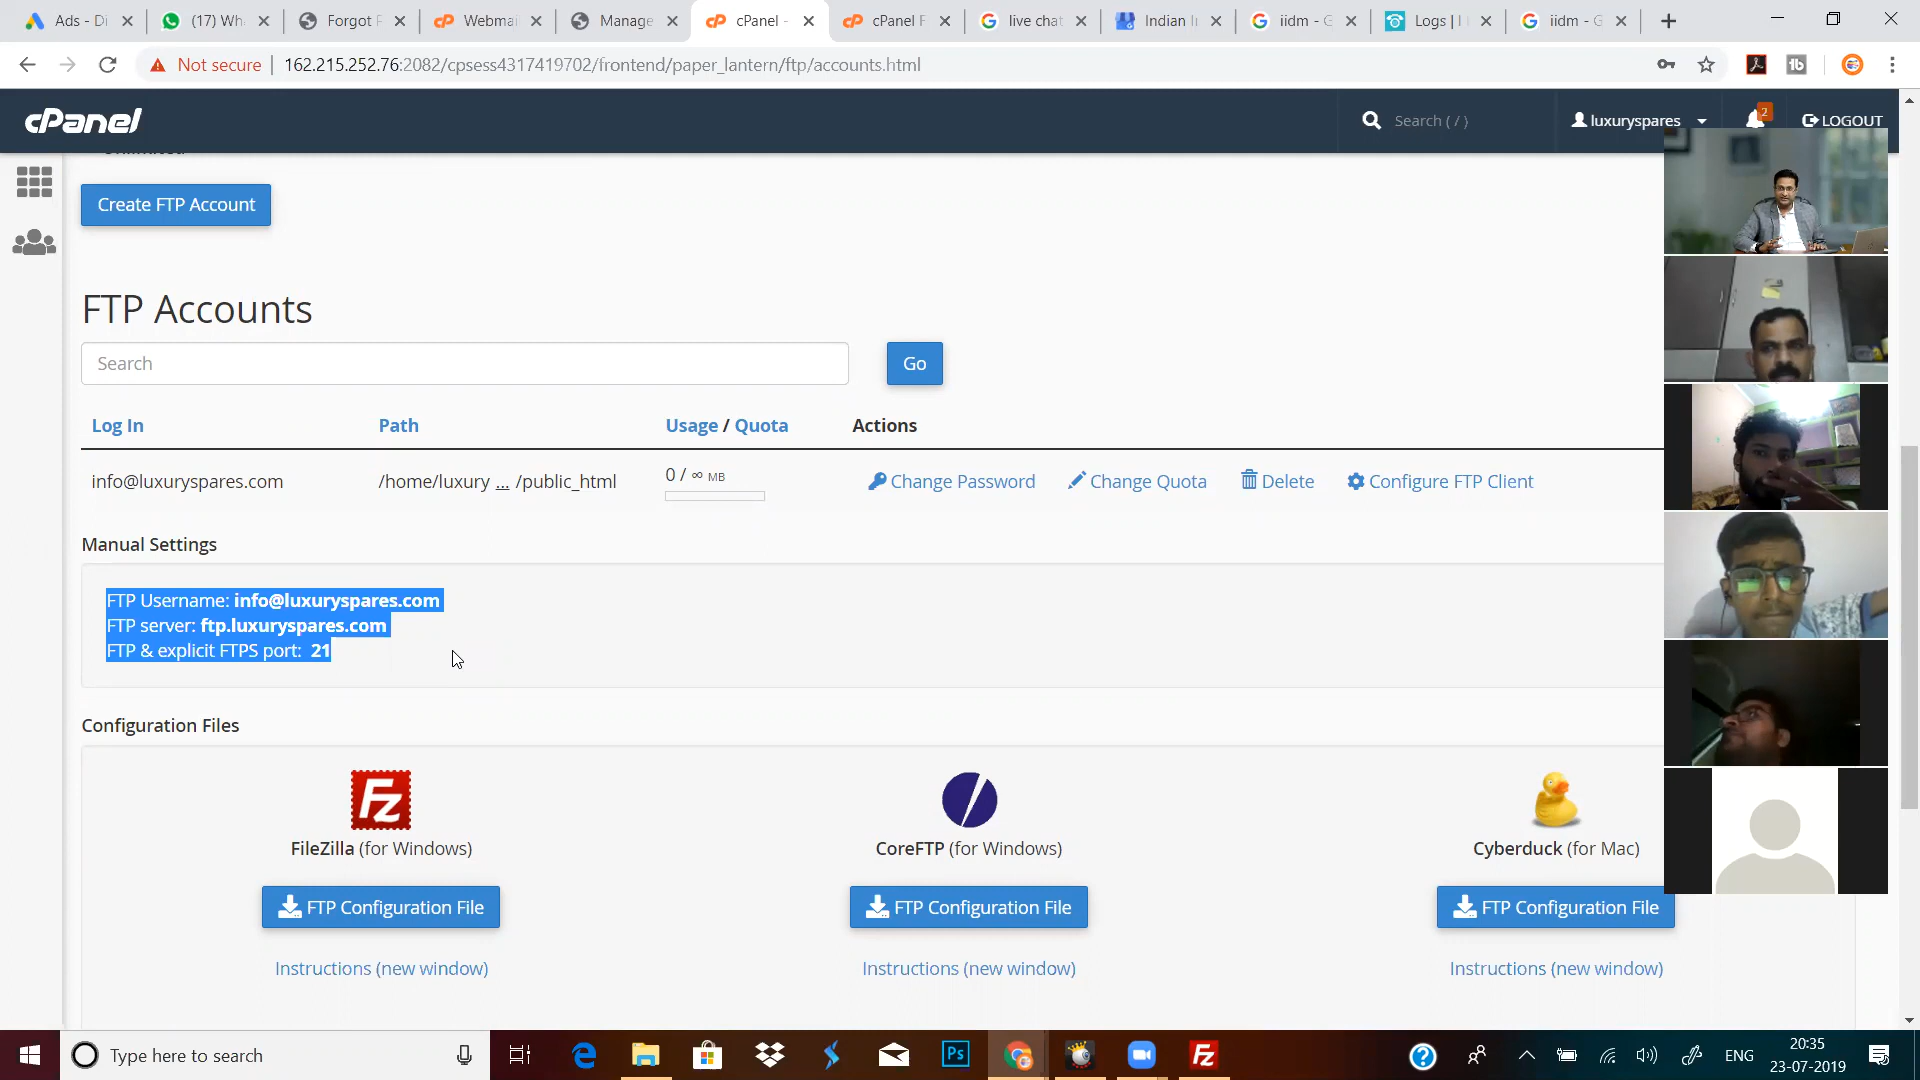 Ads - Di
(17) Wh
Forgot P
Webmai
Manage
cPanel -
cPanel F
live chat
Indian I
iidm - G
Logs | I
iidm - G
Not secure
162.215.252.76:2082/cpsess4317419702/frontend/paper_lantern/ftp/accounts.html
cPanel
Search ( / )
luxuryspares
2
LOGOUT
Create FTP Account
FTP Accounts
Search
Go
Log In
Path
Usage / Quota
Actions
info@luxuryspares.com
/home/luxury ... /public_html
0 / ∞ MB
Change Password
Change Quota
Delete
Configure FTP Client
Manual Settings
FTP Username: info@luxuryspares.com
FTP server: ftp.luxuryspares.com
FTP & explicit FTPS port: 21
Configuration Files
FileZilla (for Windows)
CoreFTP (for Windows)
Cyberduck (for Mac)
FTP Configuration File
FTP Configuration File
FTP Configuration File
Instructions (new window)
Instructions (new window)
Instructions (new window)
Type here to search
Ps
Fz
ENG
20:35
23-07-2019